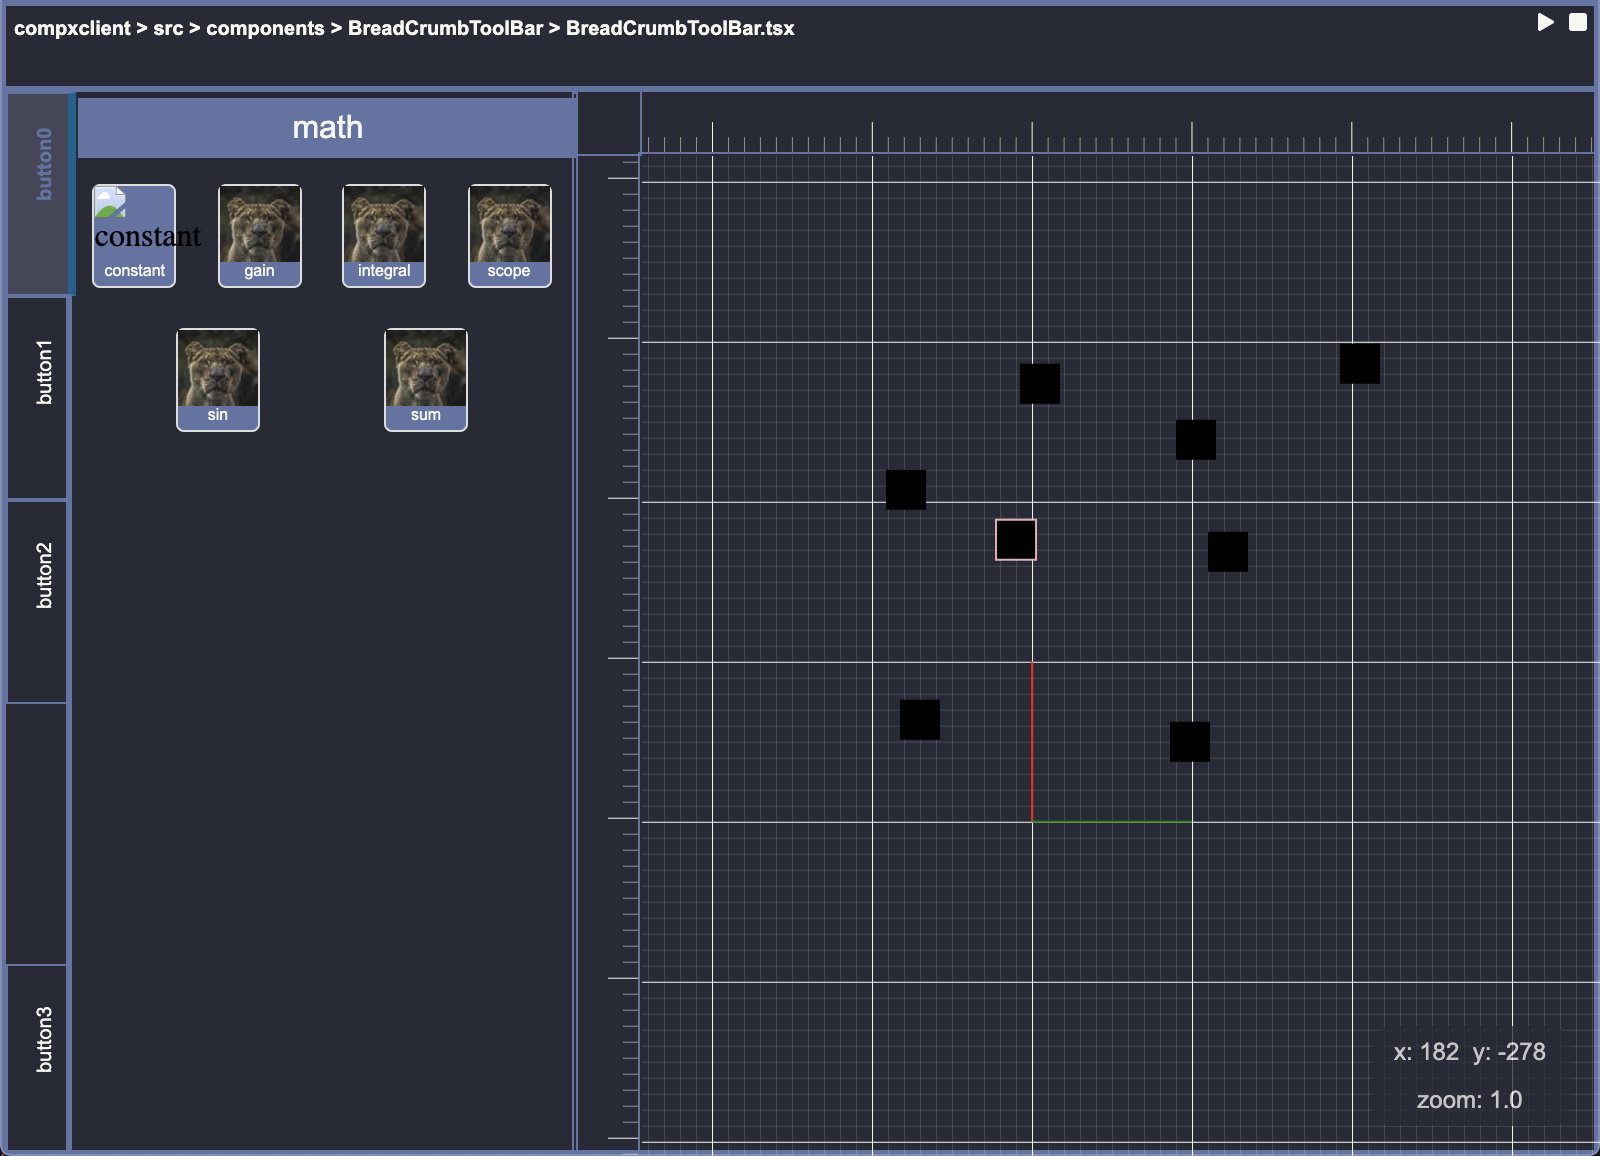 compxclient > src > components > BreadCrumbToolBar > BreadCrumbToolBar.tsx
button0
math
constant
constant
gain
integral
scope
button1
sin
sum
button2
button3
x: 182 y: -278
zoom: 1.0